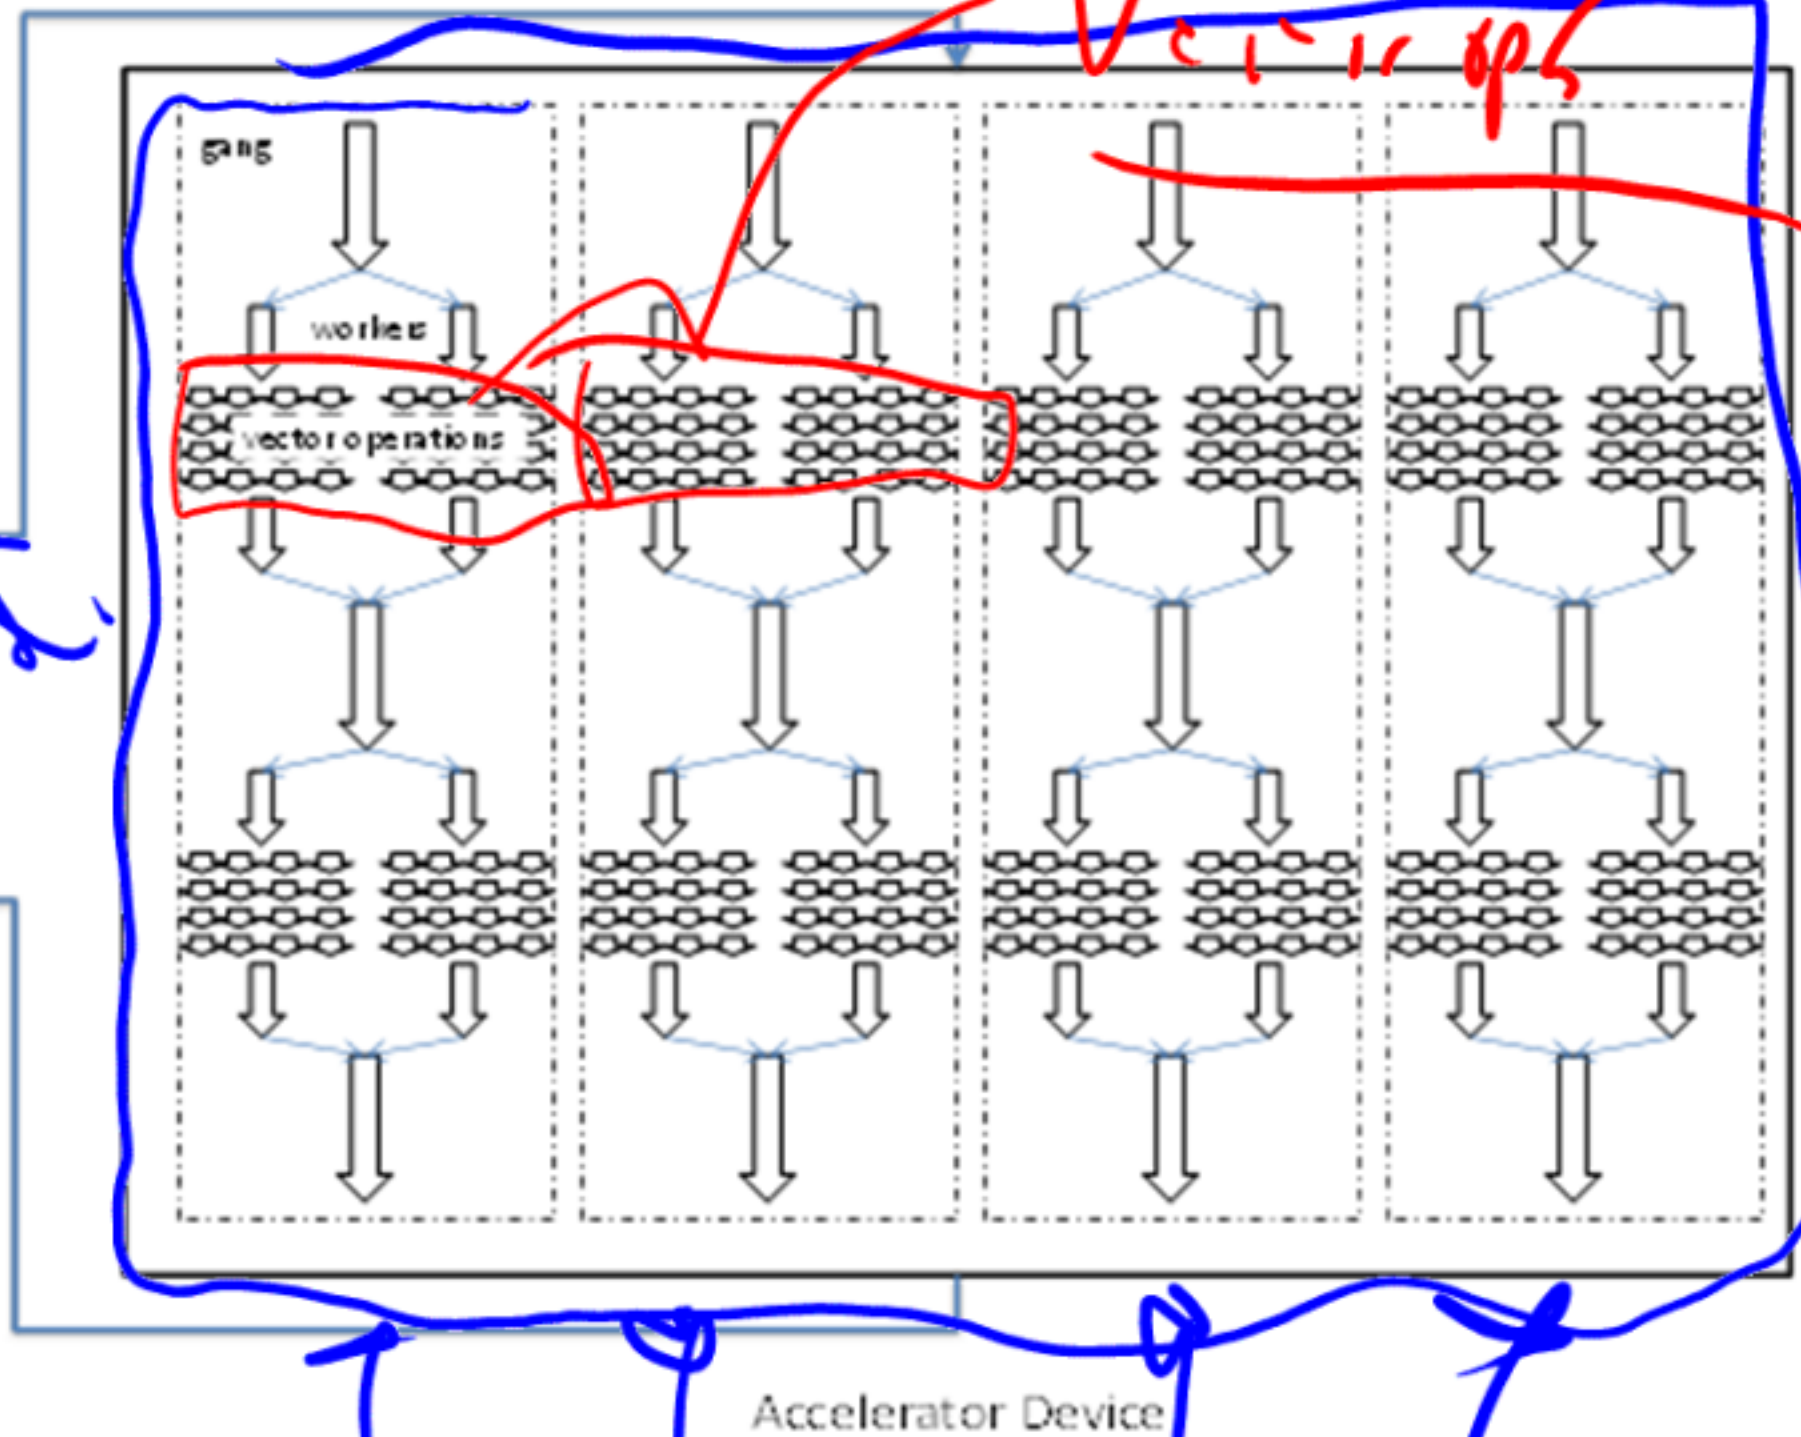 gang
workers
vector operations
Accelerator Device